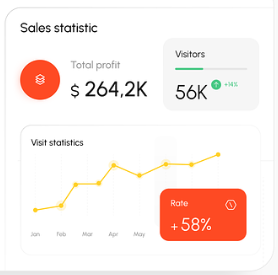 Sales statistic
Total profit
$ 264,2K
Visitors
56K +14%
Visit statistics
Rate
+ 58%
Jan Feb Mar Apr May